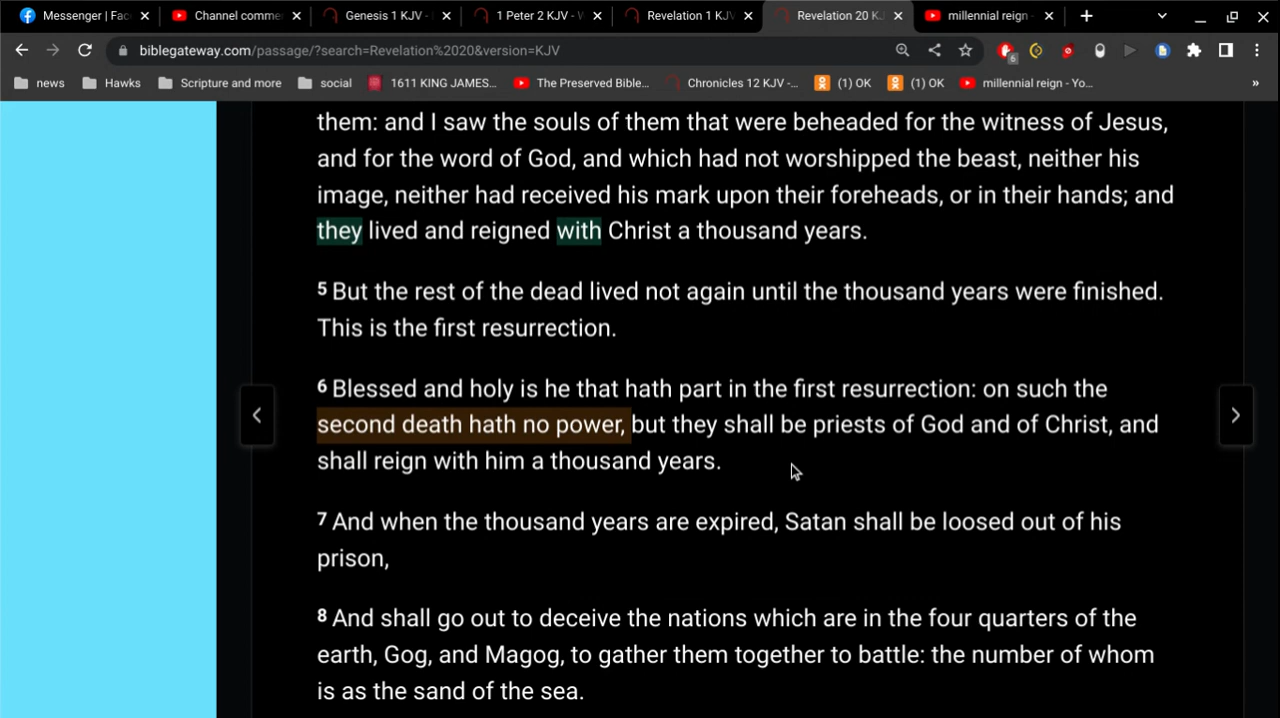 Messenger | Fac
Channel comme
Genesis 1 KJV -
1 Peter 2 KJV - W
Revelation 1 KJV
Revelation 20 KJ
millennial reign -
biblegateway.com/passage/?search=Revelation%2020&version=KJV
6
news
Hawks
Scripture and more
social
1611 KING JAMES...
The Preserved Bible...
Chronicles 12 KJV -...
(1) OK
(1) OK
millennial reign - Yo...
»
them: and I saw the souls of them that were beheaded for the witness of Jesus,
and for the word of God, and which had not worshipped the beast, neither his
image, neither had received his mark upon their foreheads, or in their hands; and
they lived and reigned with Christ a thousand years.
5 But the rest of the dead lived not again until the thousand years were finished.
This is the first resurrection.
6 Blessed and holy is he that hath part in the first resurrection: on such the
second death hath no power, but they shall be priests of God and of Christ, and
shall reign with him a thousand years.
7 And when the thousand years are expired, Satan shall be loosed out of his
prison,
8 And shall go out to deceive the nations which are in the four quarters of the
earth, Gog, and Magog, to gather them together to battle: the number of whom
is as the sand of the sea.